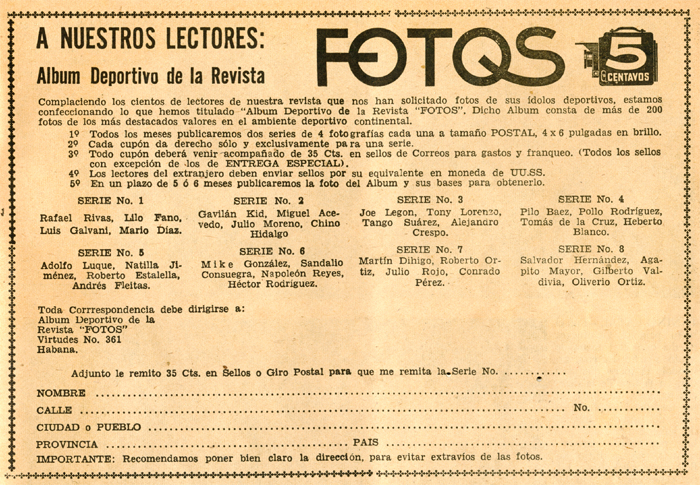 A NUESTROS LECTORES:
Album Deportivo de la Revista
FOTOS
5
CENTAVOS
Complaciendo los cientos de lectores de nuestra revista que nos han solicitado fotos de sus ídolos deportivos, estamos
confeccionando lo que hemos titulado "Album Deportivo de la Revista "FOTOS". Dicho Album consta de más de 200
fotos de los más destacados valores en el ambiente deportivo continental.
1º Todos los meses publicaremos dos series de 4 fotografías cada una a tamaño POSTAL, 4 x 6 pulgadas en brillo.
2º Cada cupón da derecho sólo y exclusivamente para una serie.
3º Todo cupón deberá venir acompañado de 35 Cts. en sellos de Correos para gastos y franqueo. (Todos los sellos
con excepción de los de ENTREGA ESPECIAL).
4º Los lectores del extranjero deben enviar sellos por su equivalente en moneda de UU.SS.
5º En un plazo de 5 ó 6 meses publicaremos la foto del Album y sus bases para obtenerlo.
SERIE No. 1
Rafael Rivas, Lilo Fano,
Luis Galvani, Mario Díaz.
SERIE No. 2
Gavilán Kid, Miguel Ace-
vedo, Julio Moreno, Chino
Hidalgo
SERIE No. 3
Joe Legon, Tony Lorenzo,
Tango Suárez, Alejandro
Crespo.
SERIE No. 4
Pilo Baez, Pollo Rodríguez,
Tomás de la Cruz, Heberto
Blanco.
SERIE No. 5
Adolfo Luque, Natilla Ji-
ménez, Roberto Estalella,
Andrés Fleitas.
SERIE No. 6
Mike González, Sandalio
Consuegra, Napoleón Reyes,
Héctor Rodríguez.
SERIE No. 7
Martín Dihigo, Roberto Or-
tiz, Julio Rojo, Conrado
Pérez.
SERIE No. 8
Salvador Hernández, Aga-
pito Mayor, Gilberto Val-
divia, Oliverio Ortiz.
Toda Corrrespondencia debe dirigirse a:
Album Deportivo de la
Revista "FOTOS"
Virtudes No. 361
Habana.
Adjunto le remito 35 Cts. en Sellos o Giro Postal para que me remita la Serie No. ............
NOMBRE
CALLE No.
CIUDAD o PUEBLO
PROVINCIA PAIS
IMPORTANTE: Recomendamos poner bien claro la dirección, para evitar extravíos de las fotos.